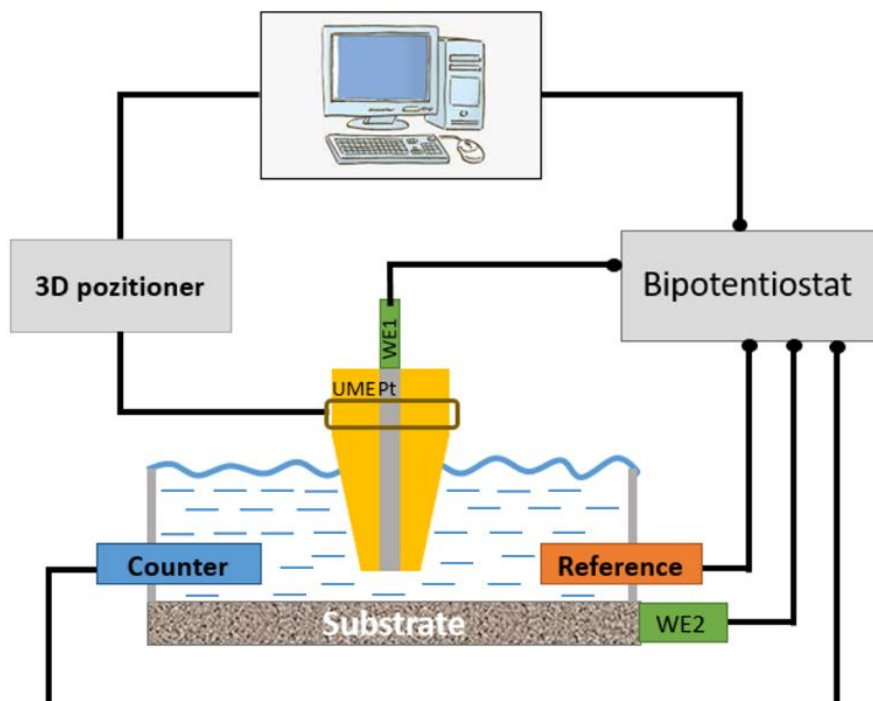 3D pozitioner
Bipotentiostat
WE1
UME Pt
Counter
Reference
Substrate
WE2